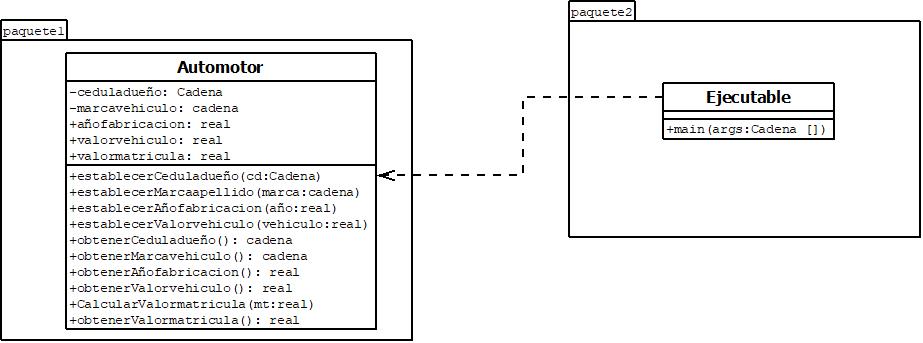 paquete1
Automotor
-ceduladueño: Cadena
-marcavehiculo: cadena
+añofabricacion: real
+valorvehiculo: real
+valormatricula: real
+establecerCeduladueño(cd:Cadena)
+establecerMarcaapellido(marca:cadena)
+establecerAñofabricacion(año:real)
+establecerValorvehiculo(vehiculo:real)
+obtenerCeduladueño(): cadena
+obtenerMarcavehiculo(): cadena
+obtenerAñofabricacion(): real
+obtenerValorvehiculo(): real
+CalcularValormatricula(mt:real)
+obtenerValormatricula(): real
paquete2
Ejecutable
+main(args:Cadena [])